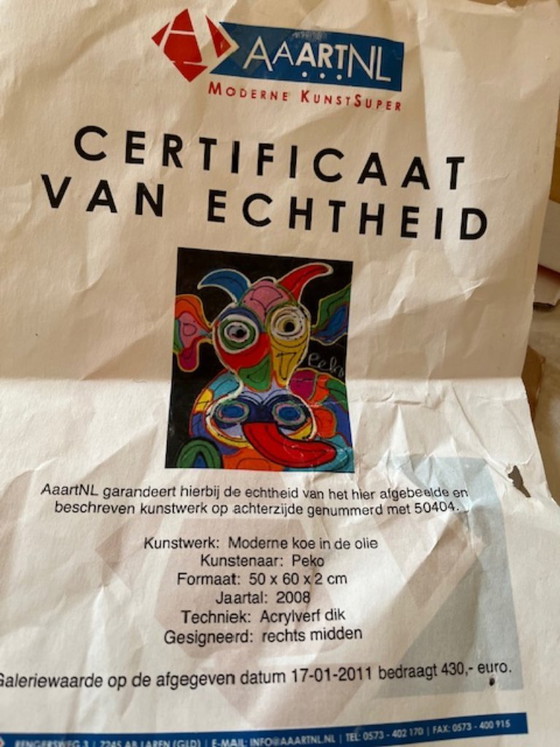 AAARTNL
MODERNE KUNSTSUPER
CERTIFICAAT
VAN ECHTHEID
Peko
AaartNL garandeert hierbij de echtheid van het hier afgebeelde en
beschreven kunstwerk op achterzijde genummerd met 50404.
Kunstwerk: Moderne koe in de olie
Kunstenaar: Peko
Formaat: 50 x 60 x 2 cm
Jaartal: 2008
Techniek: Acrylverf dik
Gesigneerd: rechts midden
Galeriewaarde op de afgegeven datum 17-01-2011 bedraagt 430,- euro.
RENGERSWEG 3 | 7245 AB LAREN (GLD) | E-MAIL: INFO@AAARTNL.NL | TEL: 0573 - 402 170 | FAX: 0573 - 400 915